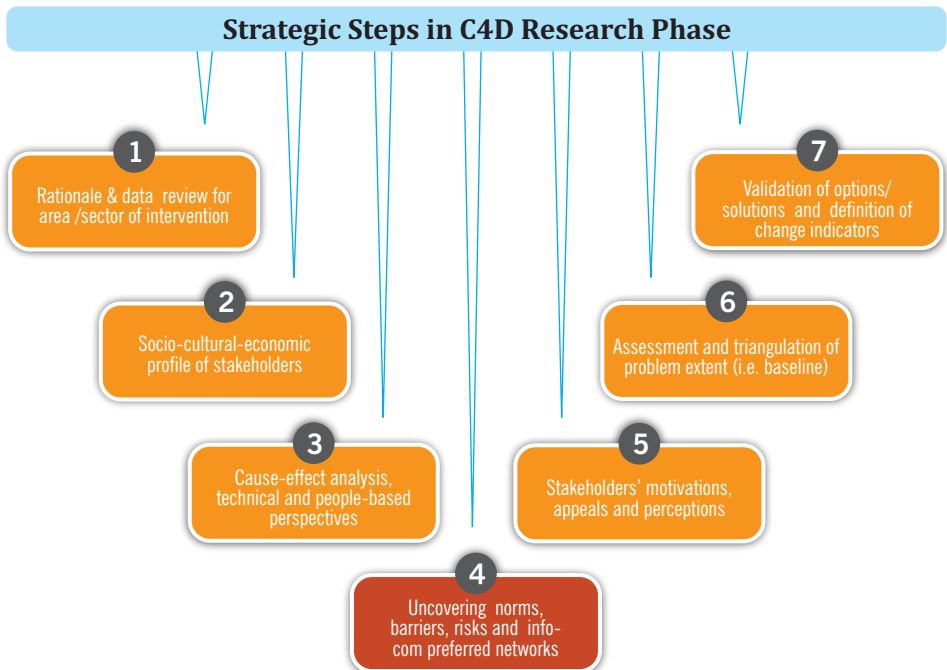 Strategic Steps in C4D Research Phase
1
Rationale & data review for
area /sector of intervention
2
Socio-cultural-economic
profile of stakeholders
3
Cause-effect analysis,
technical and people-based
perspectives
4
Uncovering norms,
barriers, risks and info-
com preferred networks
5
Stakeholders’ motivations,
appeals and perceptions
6
Assessment and triangulation of
problem extent (i.e. baseline)
7
Validation of options/
solutions and definition of
change indicators